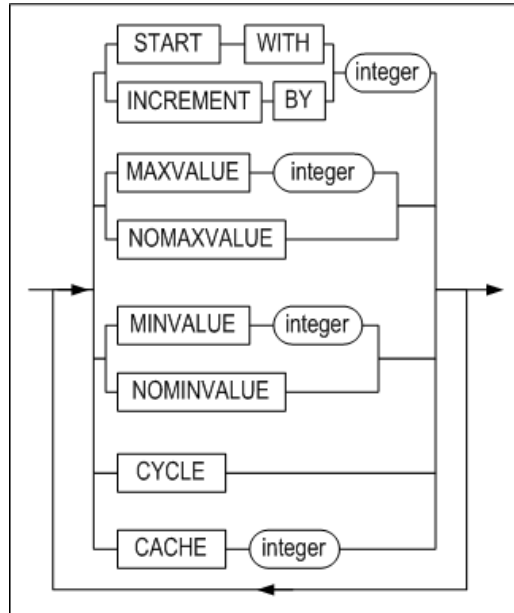 START WITH
integer
INCREMENT BY
MAXVALUE integer
NOMAXVALUE
MINVALUE integer
NOMINVALUE
CYCLE
CACHE integer